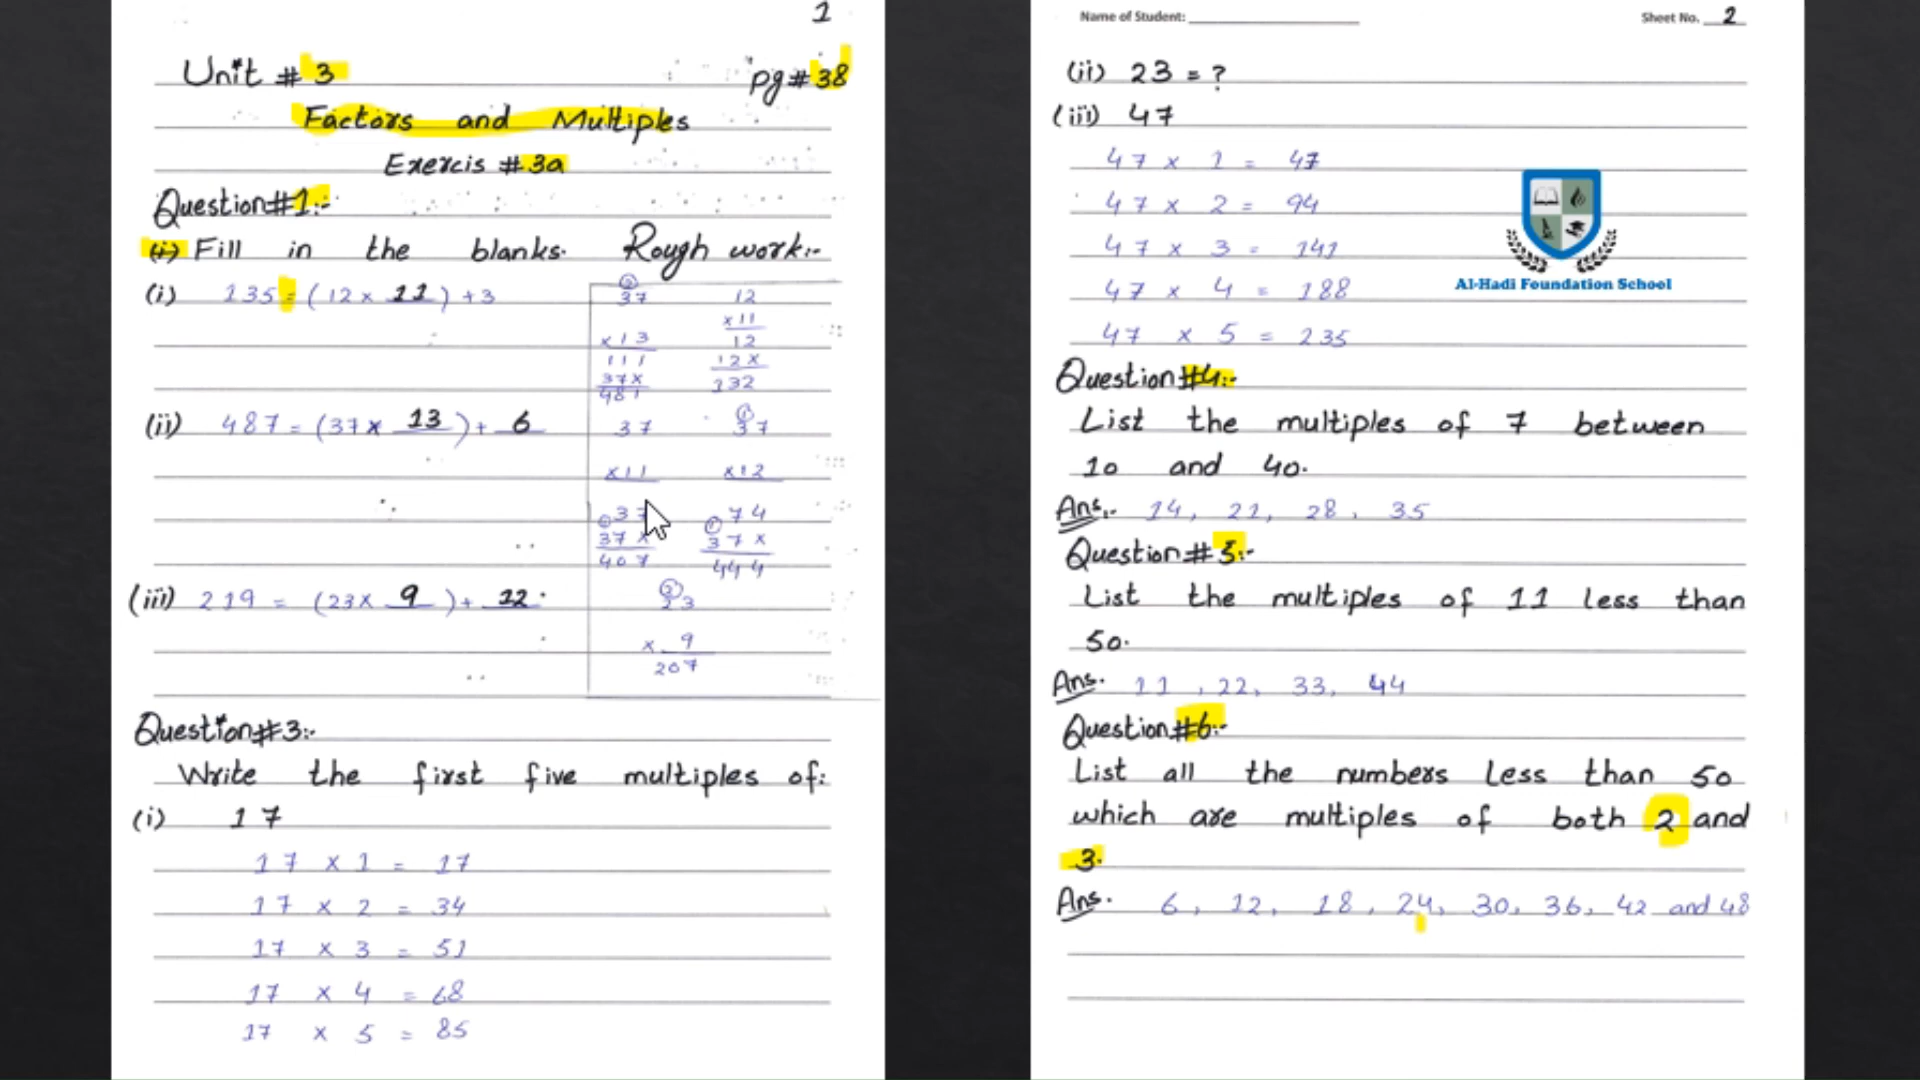 1
Unit # 3 pg# 38
Factors and Multiples
Exercis # 3a
Question#1:-
(i) Fill in the blanks. Rough work:-
(i) 135 = (12 × 11 ) +3
(ii) 487 = (37 × 13 ) + 6
(iii) 219 = (23 × 9 ) + 12
37 12
×13 ×11
111 12
37× 12×
481 132
37 37
×11 ×12
37 74
37× 37×
407 444
23
× 9
207
Question#3:-
Write the first five multiples of:
(i) 17
17 × 1 = 17
17 × 2 = 34
17 × 3 = 51
17 × 4 = 68
17 × 5 = 85
Name of Student: Sheet No. 2
(ii) 23 = ?
(iii) 47
47 × 1 = 47
47 × 2 = 94
47 × 3 = 141
47 × 4 = 188
47 × 5 = 235
Al-Hadi Foundation School
Question#4:-
List the multiples of 7 between
10 and 40.
Ans. 14, 21, 28, 35
Question# 5:-
List the multiples of 11 less than
50.
Ans. 11, 22, 33, 44
Question#6:-
List all the numbers less than 50
which are multiples of both 2 and
3.
Ans. 6, 12, 18, 24, 30, 36, 42 and 48